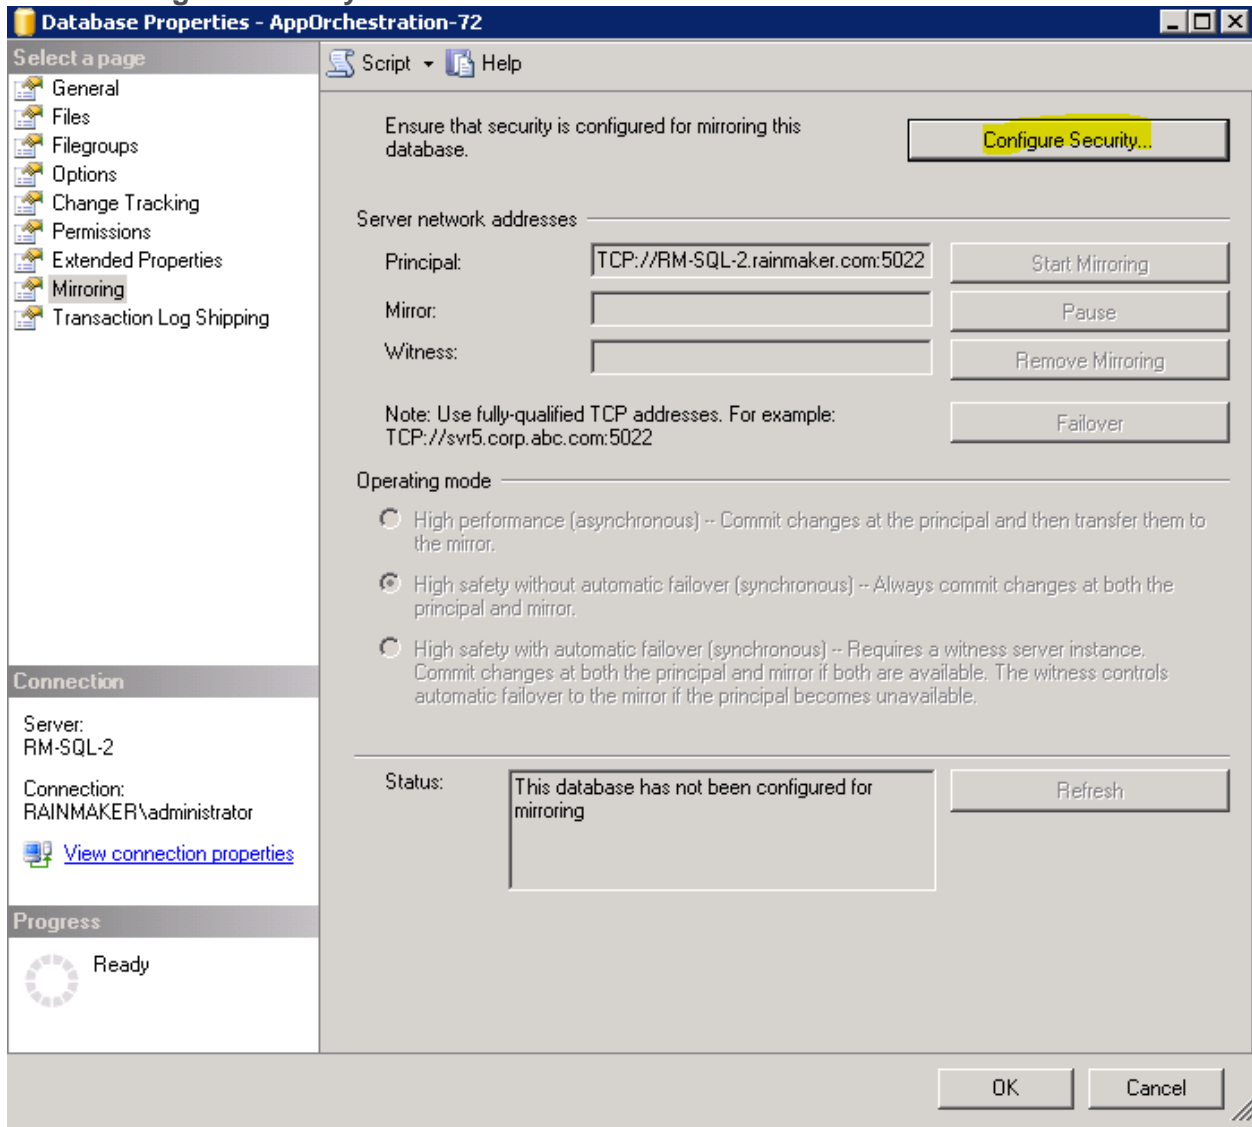 Database Properties - AppOrchestration-72
Select a page
General
Files
Filegroups
Options
Change Tracking
Permissions
Extended Properties
Mirroring
Transaction Log Shipping
Connection
Server:
RM-SQL-2
Connection:
RAINMAKER\administrator
View connection properties
Progress
Ready
Script
Help
Ensure that security is configured for mirroring this
database.
Configure Security...
Server network addresses
Principal:
TCP://RM-SQL-2.rainmaker.com:5022
Start Mirroring
Mirror:
Pause
Witness:
Remove Mirroring
Note: Use fully-qualified TCP addresses. For example:
TCP://svr5.corp.abc.com:5022
Failover
Operating mode
High performance (asynchronous) -- Commit changes at the principal and then transfer them to
the mirror.
High safety without automatic failover (synchronous) -- Always commit changes at both the
principal and mirror.
High safety with automatic failover (synchronous) -- Requires a witness server instance.
Commit changes at both the principal and mirror if both are available. The witness controls
automatic failover to the mirror if the principal becomes unavailable.
Status:
This database has not been configured for
mirroring
Refresh
OK
Cancel